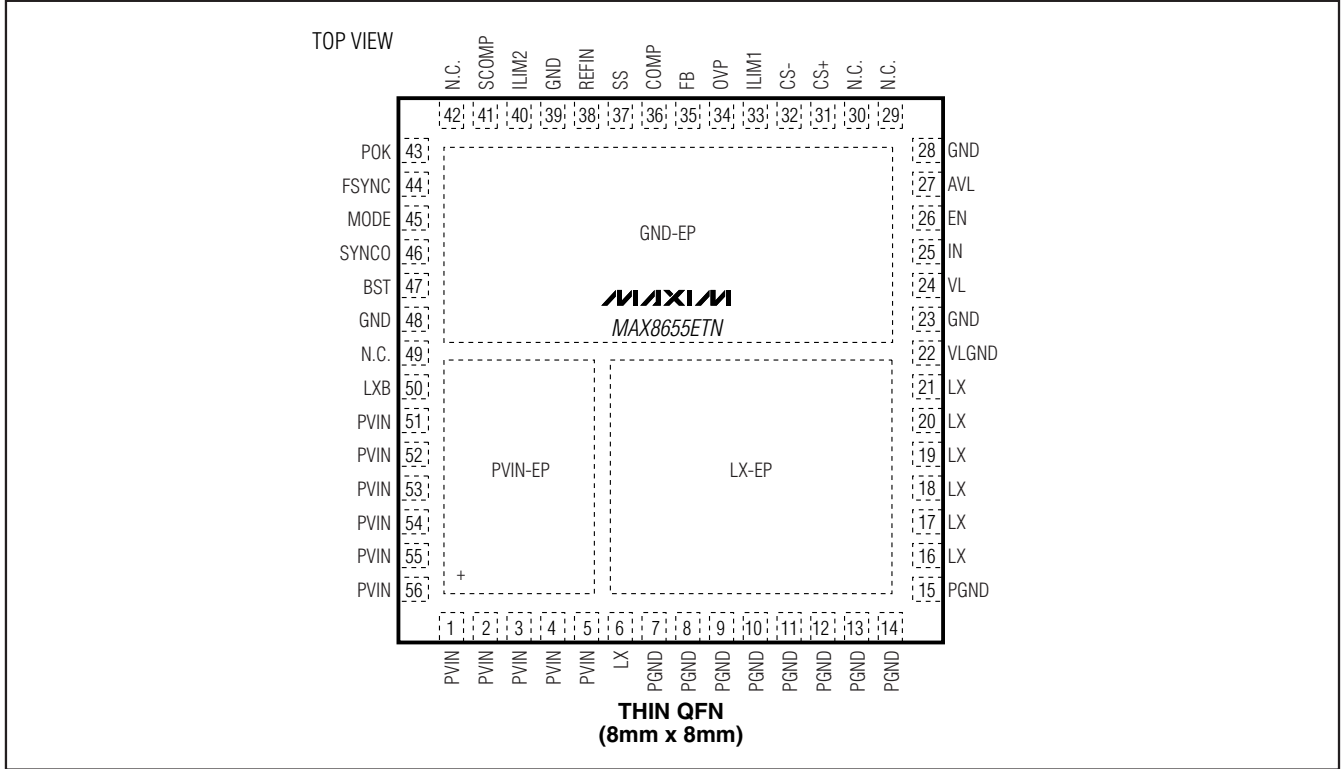 TOP VIEW
N.C. SCOMP ILIM2 GND REFIN SS COMP FB OVP ILIM1 CS- CS+ N.C. N.C.
42 41 40 39 38 37 36 35 34 33 32 31 30 29
POK 43 28 GND
FSYNC 44 27 AVL
MODE 45 26 EN
GND-EP
SYNCO 46 25 IN
BST 47 24 VL
MAXIM
GND 48 23 GND
MAX8655ETN
N.C. 49 22 VLGND
LXB 50 21 LX
PVIN 51 20 LX
PVIN 52 19 LX
PVIN-EP LX-EP
PVIN 53 18 LX
PVIN 54 17 LX
PVIN 55 16 LX
+
PVIN 56 15 PGND
1 2 3 4 5 6 7 8 9 10 11 12 13 14
PVIN PVIN PVIN PVIN PVIN LX PGND PGND PGND PGND PGND PGND PGND PGND
THIN QFN
(8mm x 8mm)